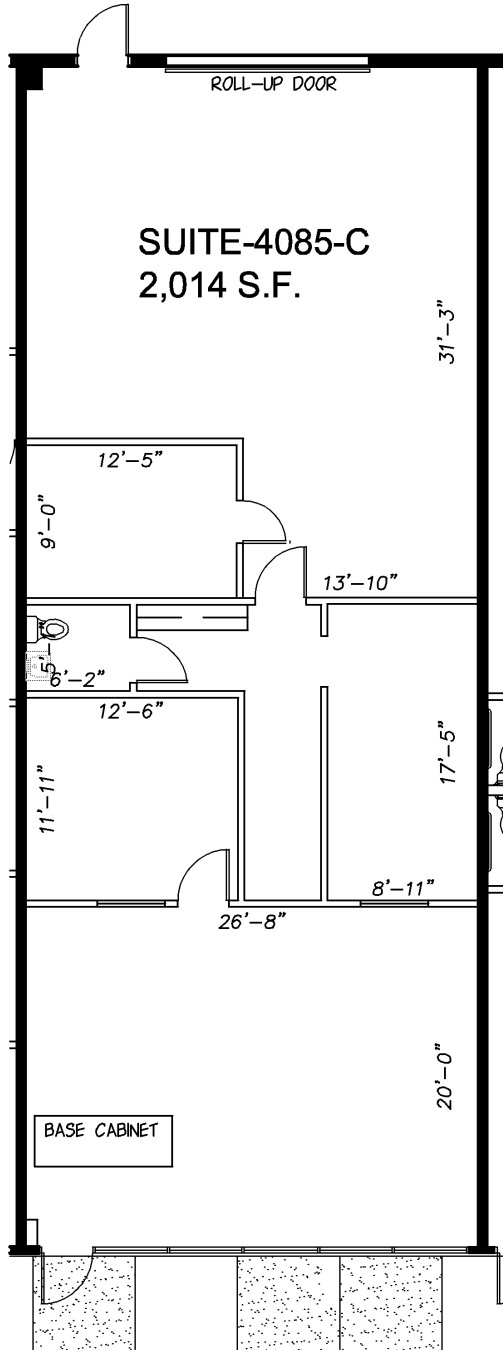 ROLL-UP DOOR
SUITE-4085-C
2,014 S.F.
31'-3"
12'-5"
9'-0"
13'-10"
6'-2"
12'-6"
17'-5"
11'-11"
8'-11"
26'-8"
20'-0"
BASE CABINET